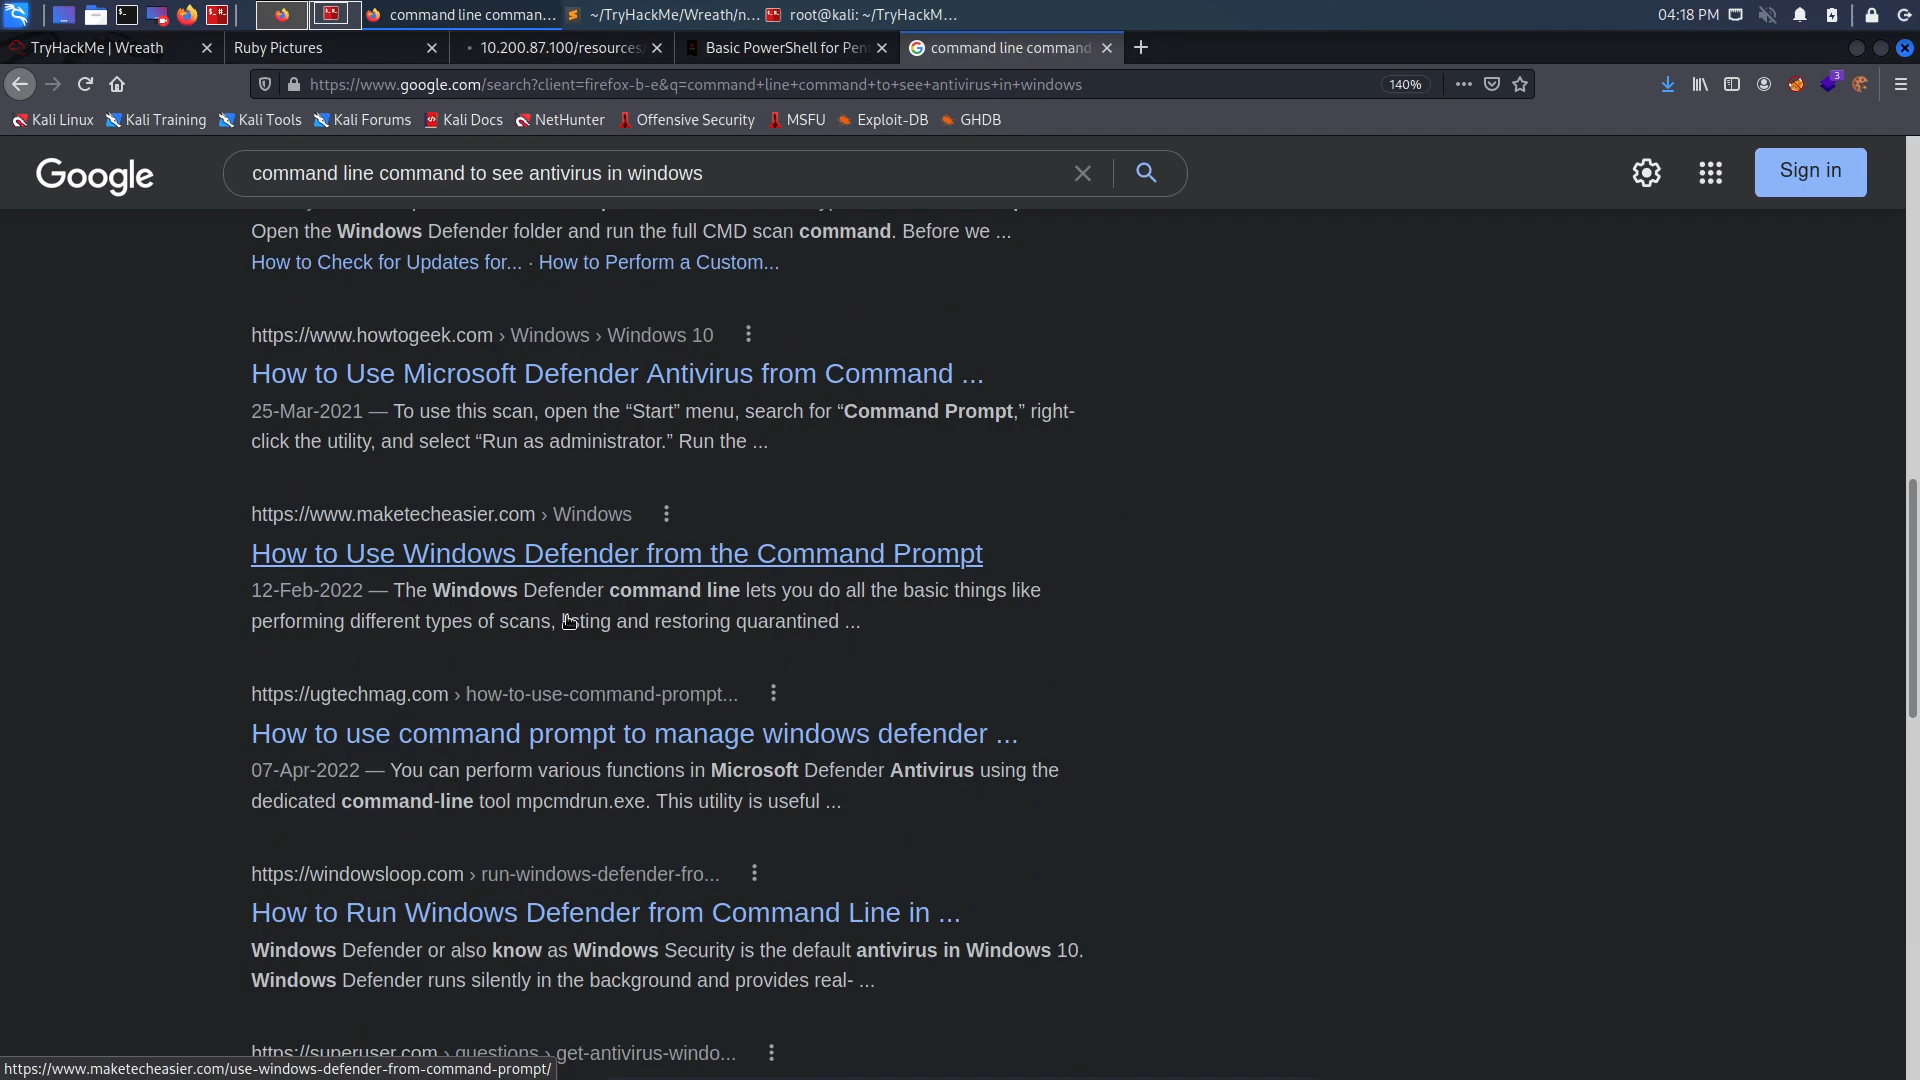 command line comman...
~/TryHackMe/Wreath/n...
root@kali: ~/TryHackM...
04:18 PM
TryHackMe | Wreath
Ruby Pictures
10.200.87.100/resources
Basic PowerShell for Pen
command line command
https://www.google.com/search?client=firefox-b-e&q=command+line+command+to+see+antivirus+in+windows
140%
3
Kali Linux
Kali Training
Kali Tools
Kali Forums
Kali Docs
NetHunter
Offensive Security
MSFU
Exploit-DB
GHDB
Google
command line command to see antivirus in windows
Sign in
Open the Windows Defender folder and run the full CMD scan command. Before we ...
How to Check for Updates for... · How to Perform a Custom...
https://www.howtogeek.com › Windows › Windows 10
How to Use Microsoft Defender Antivirus from Command ...
25-Mar-2021 — To use this scan, open the “Start” menu, search for “Command Prompt,” right-
click the utility, and select “Run as administrator.” Run the ...
https://www.maketecheasier.com › Windows
How to Use Windows Defender from the Command Prompt
12-Feb-2022 — The Windows Defender command line lets you do all the basic things like
performing different types of scans, listing and restoring quarantined ...
https://ugtechmag.com › how-to-use-command-prompt...
How to use command prompt to manage windows defender ...
07-Apr-2022 — You can perform various functions in Microsoft Defender Antivirus using the
dedicated command-line tool mpcmdrun.exe. This utility is useful ...
https://windowsloop.com › run-windows-defender-fro...
How to Run Windows Defender from Command Line in ...
Windows Defender or also know as Windows Security is the default antivirus in Windows 10.
Windows Defender runs silently in the background and provides real- ...
https://superuser.com › questions › get-antivirus-windo...
https://www.maketecheasier.com/use-windows-defender-from-command-prompt/